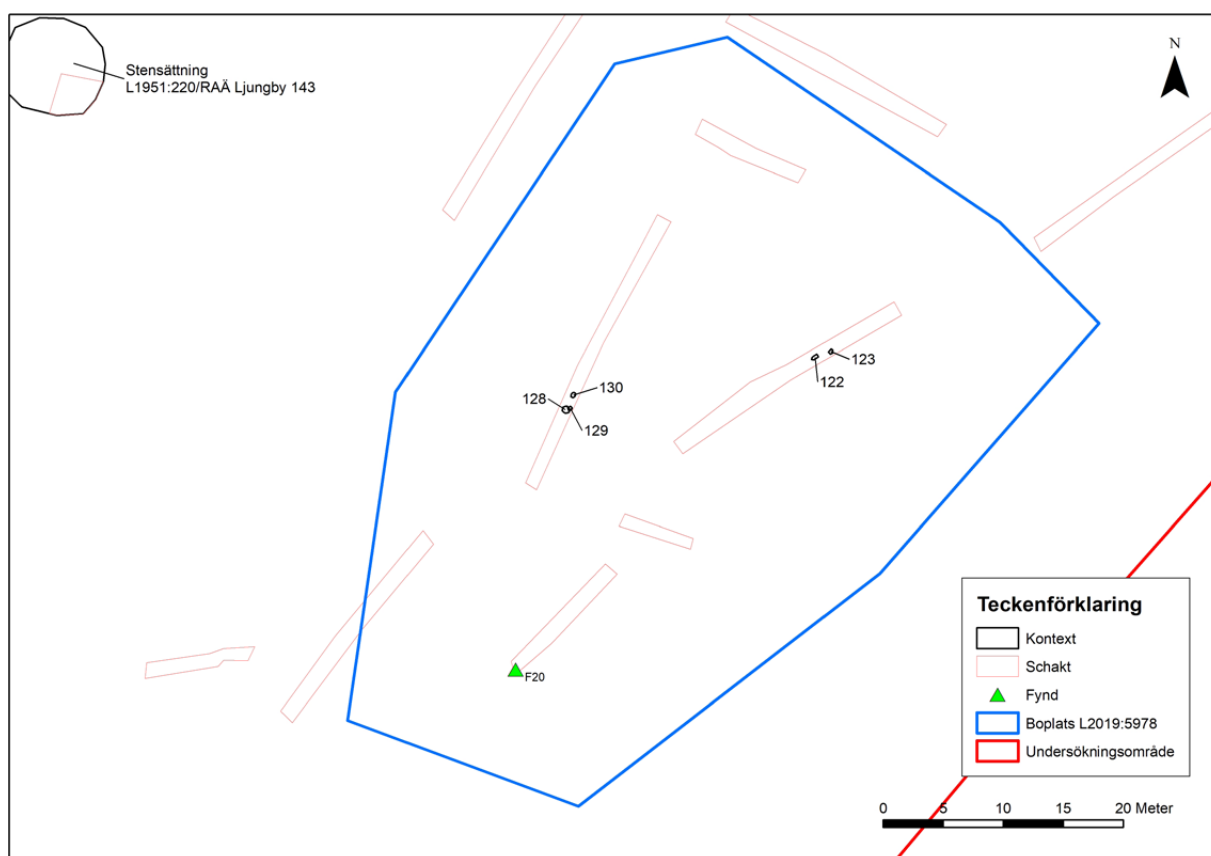 N
Stensättning
L1951:220/RAÄ Ljungby 143
123
122
130
128
129
F20
Teckenförklaring
Kontext
Schakt
Fynd
Boplats L2019:5978
Undersökningsområde
0 5 10 15 20 Meter